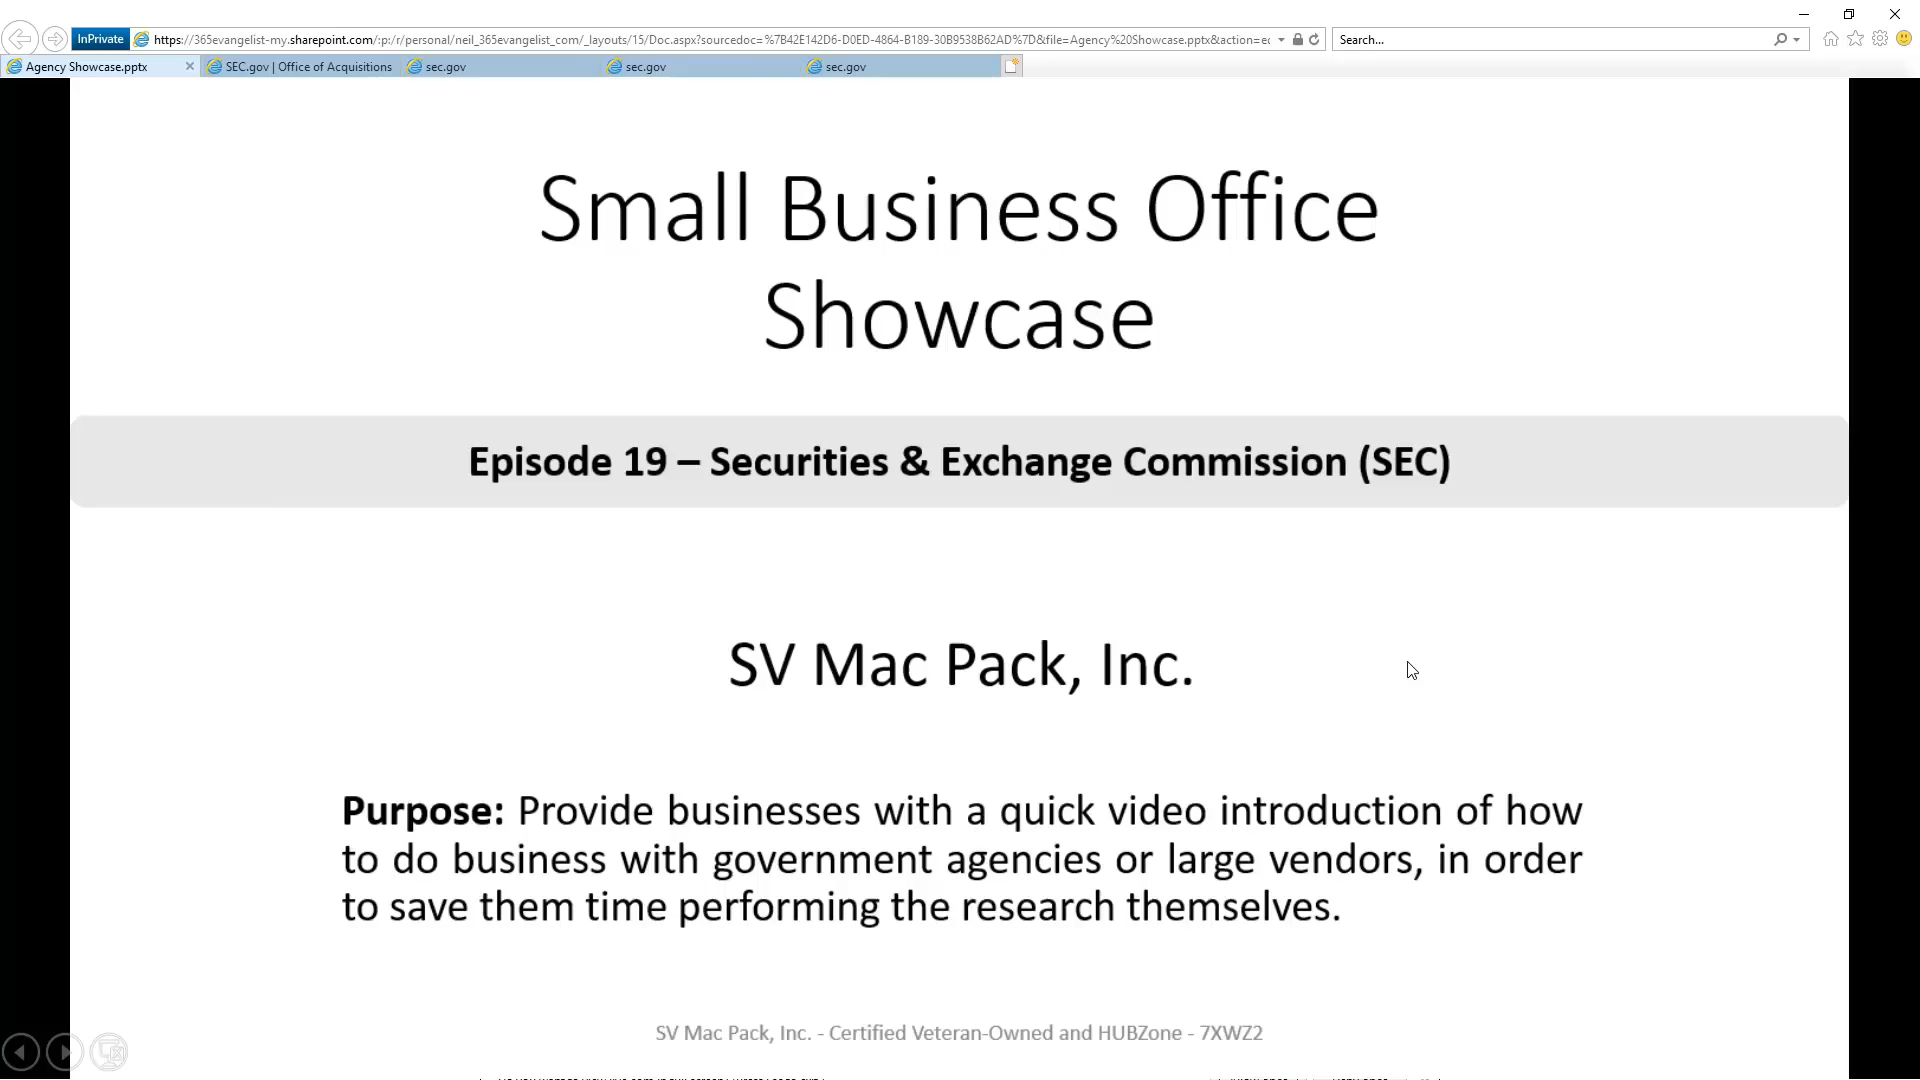 InPrivate
https://365evangelist-my.sharepoint.com/:p:/r/personal/neil_365evangelist_com/_layouts/15/Doc.aspx?sourcedoc=%7B42E142D6-D0ED-4864-B189-30B9538B62AD%7D&file=Agency%20Showcase.pptx&action=ec
Search...
Agency Showcase.pptx
SEC.gov | Office of Acquisitions
sec.gov
sec.gov
sec.gov
Small Business Office
Showcase
Episode 19 – Securities & Exchange Commission (SEC)
SV Mac Pack, Inc.
Purpose: Provide businesses with a quick video introduction of how
to do business with government agencies or large vendors, in order
to save them time performing the research themselves.
SV Mac Pack, Inc. - Certified Veteran-Owned and HUBZone - 7XWZ2